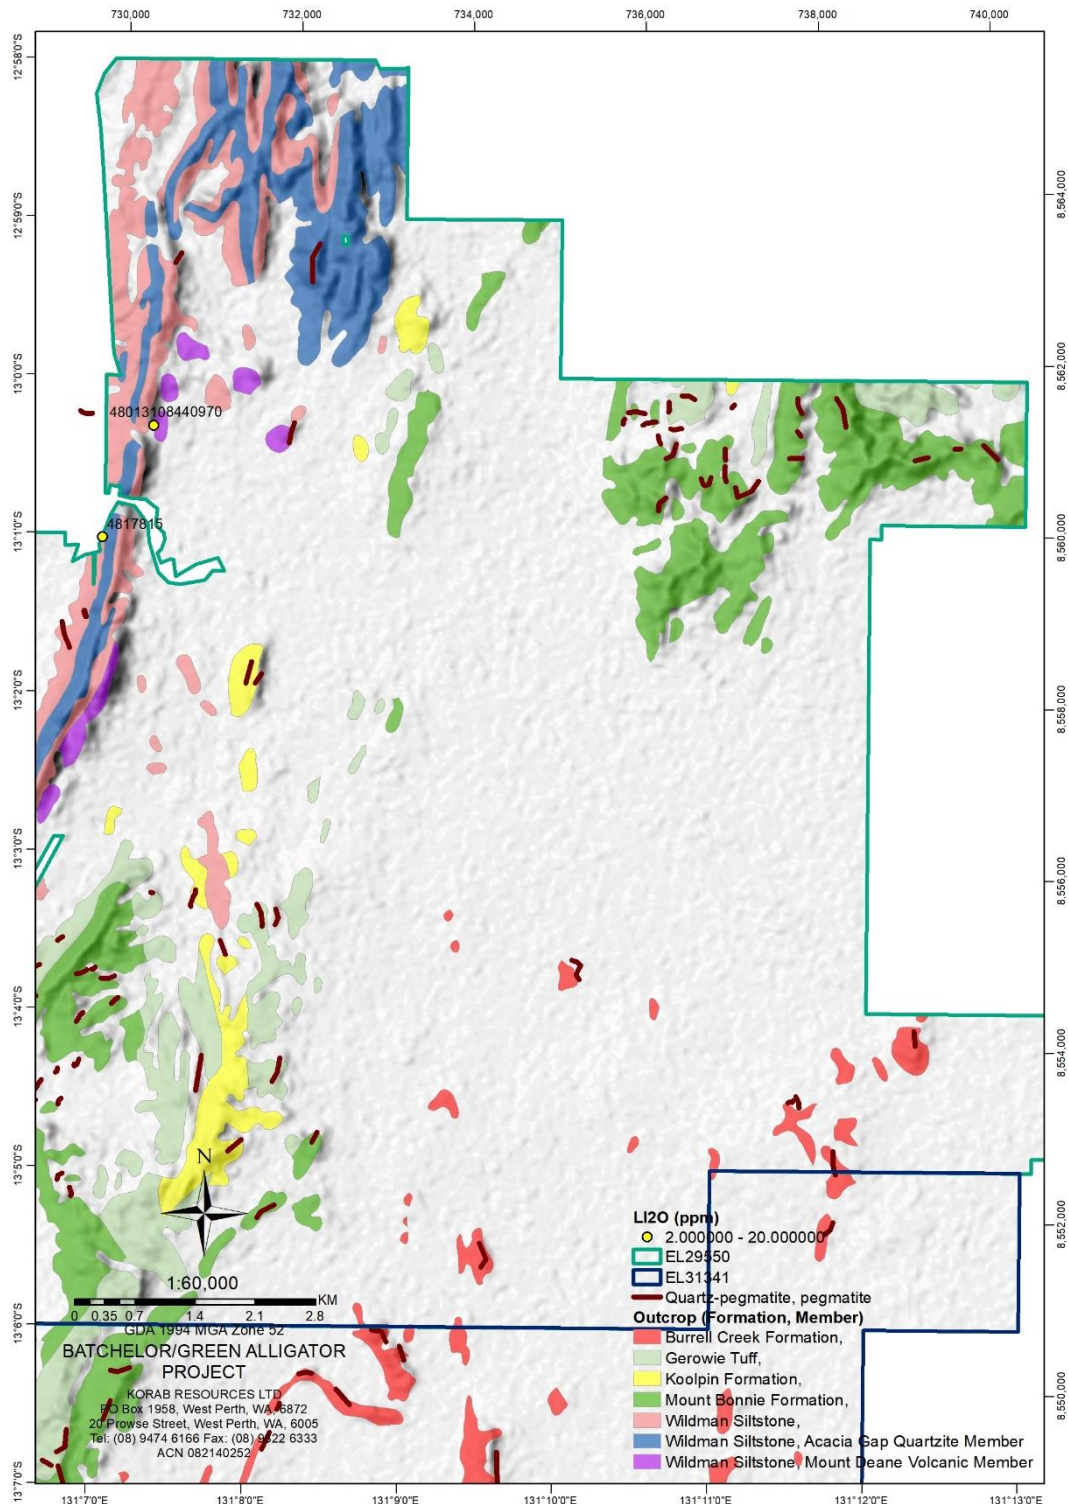 730,000 732,000 734,000 736,000 738,000 740,000
12°58'0"S
12°59'0"S
13°0'0"S
13°1'0"S
13°2'0"S
13°3'0"S
13°4'0"S
13°5'0"S
13°6'0"S
13°7'0"S
8,564,000
8,562,000
8,560,000
8,558,000
8,556,000
8,554,000
8,552,000
8,550,000
48013108440970
4817815
N
1:60,000
KM
0 0.35 0.7 1.4 2.1 2.8
GDA 1994 MGA Zone 52
BATCHELOR/GREEN ALLIGATOR
PROJECT
KORAB RESOURCES LTD
PO Box 1958, West Perth, WA, 6872
20 Prowse Street, West Perth, WA, 6005
Tel: (08) 9474 6166 Fax: (08) 9322 6333
ACN 082140252
LI2O (ppm)
2.000000 - 20.000000
EL29550
EL31341
Quartz-pegmatite, pegmatite
Outcrop (Formation, Member)
Burrell Creek Formation,
Gerowie Tuff,
Koolpin Formation,
Mount Bonnie Formation,
Wildman Siltstone,
Wildman Siltstone, Acacia Gap Quartzite Member
Wildman Siltstone, Mount Deane Volcanic Member
131°7'0"E 131°8'0"E 131°9'0"E 131°10'0"E 131°11'0"E 131°12'0"E 131°13'0"E